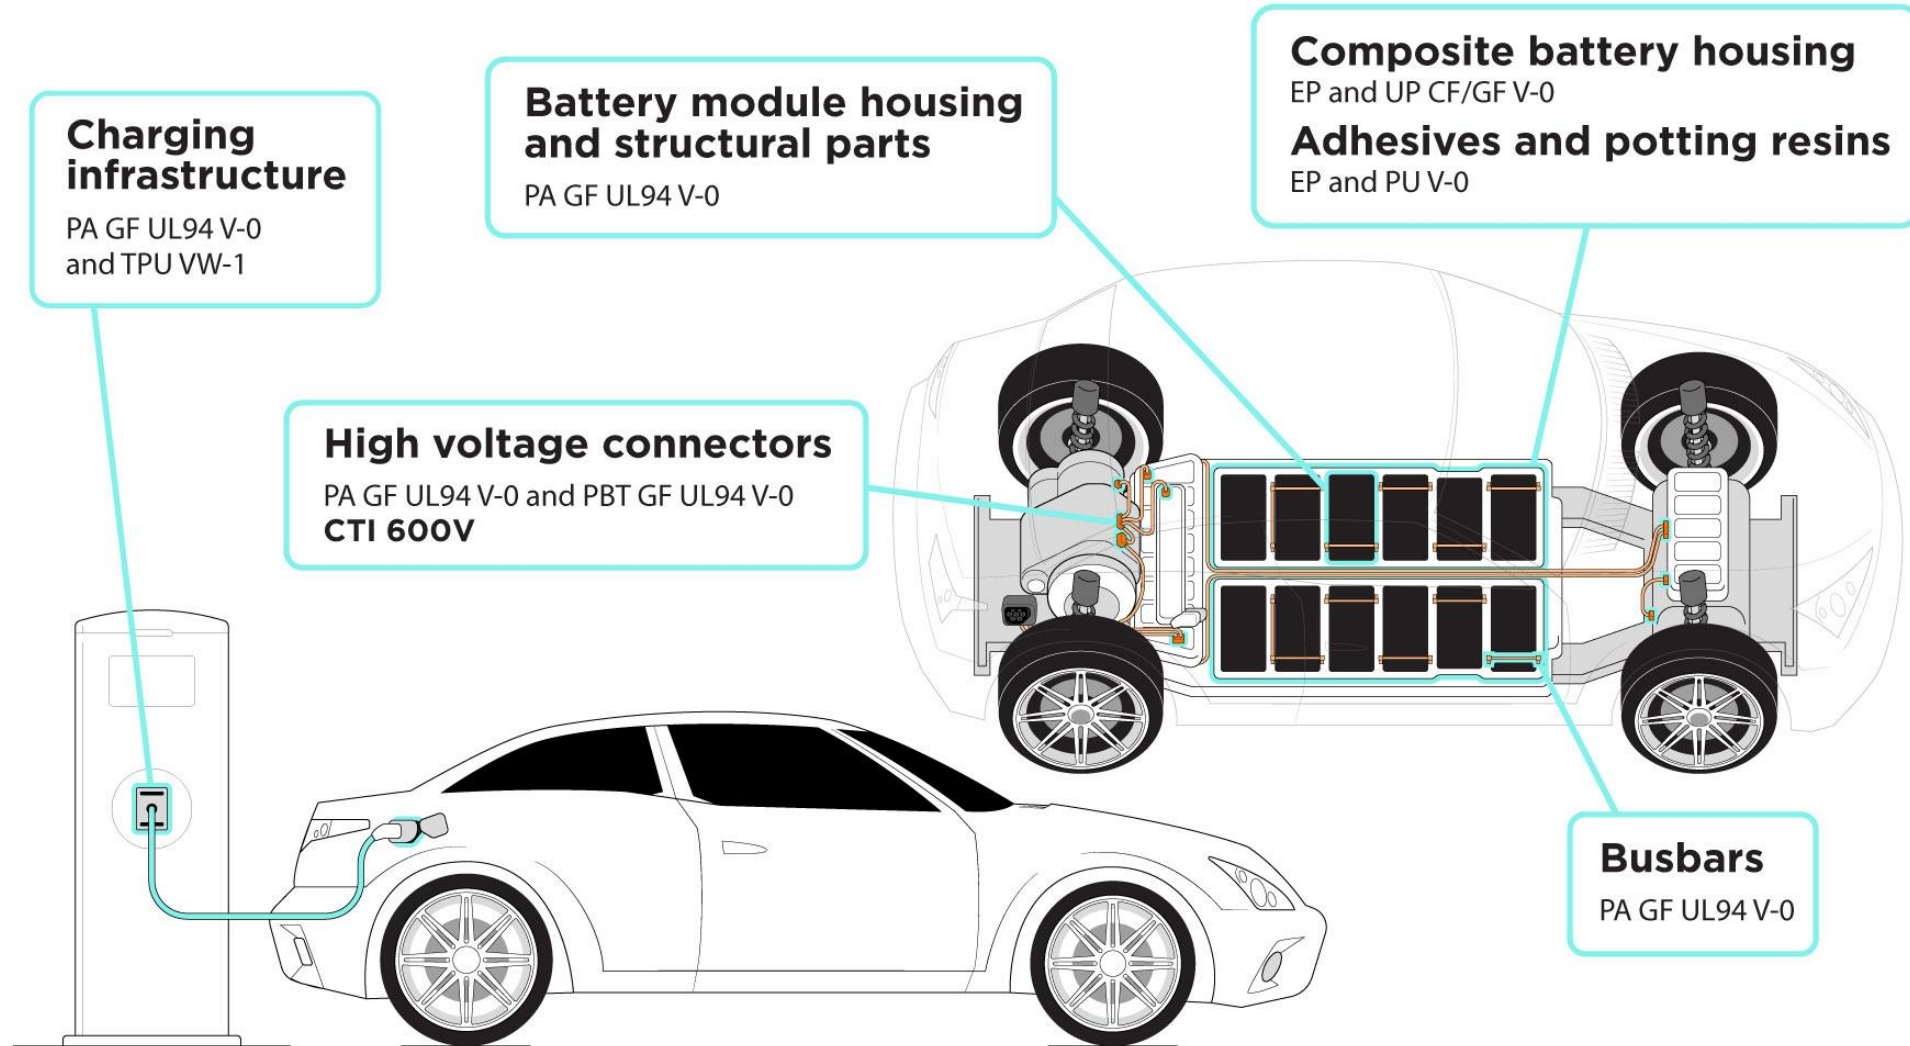 Charging
infrastructure
PA GF UL94 V-0
and TPU VW-1
Battery module housing
and structural parts
PA GF UL94 V-0
Composite battery housing
EP and UP CF/GF V-0
Adhesives and potting resins
EP and PU V-0
High voltage connectors
PA GF UL94 V-0 and PBT GF UL94 V-0
CTI 600V
Busbars
PA GF UL94 V-0